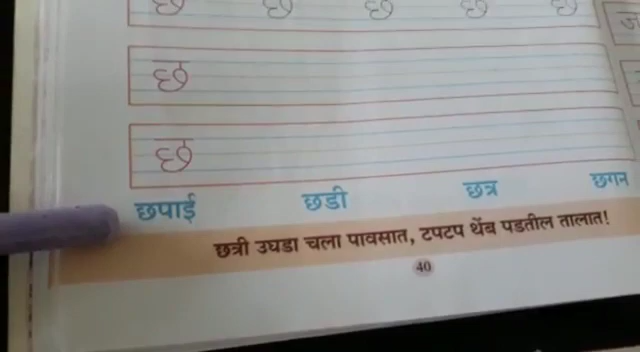 छ छ छ छ छ
छ
छ
छपाई छडी छत्र छगन
छत्री उघडा चला पावसात, टपटप थेंब पडतील तालात!
40